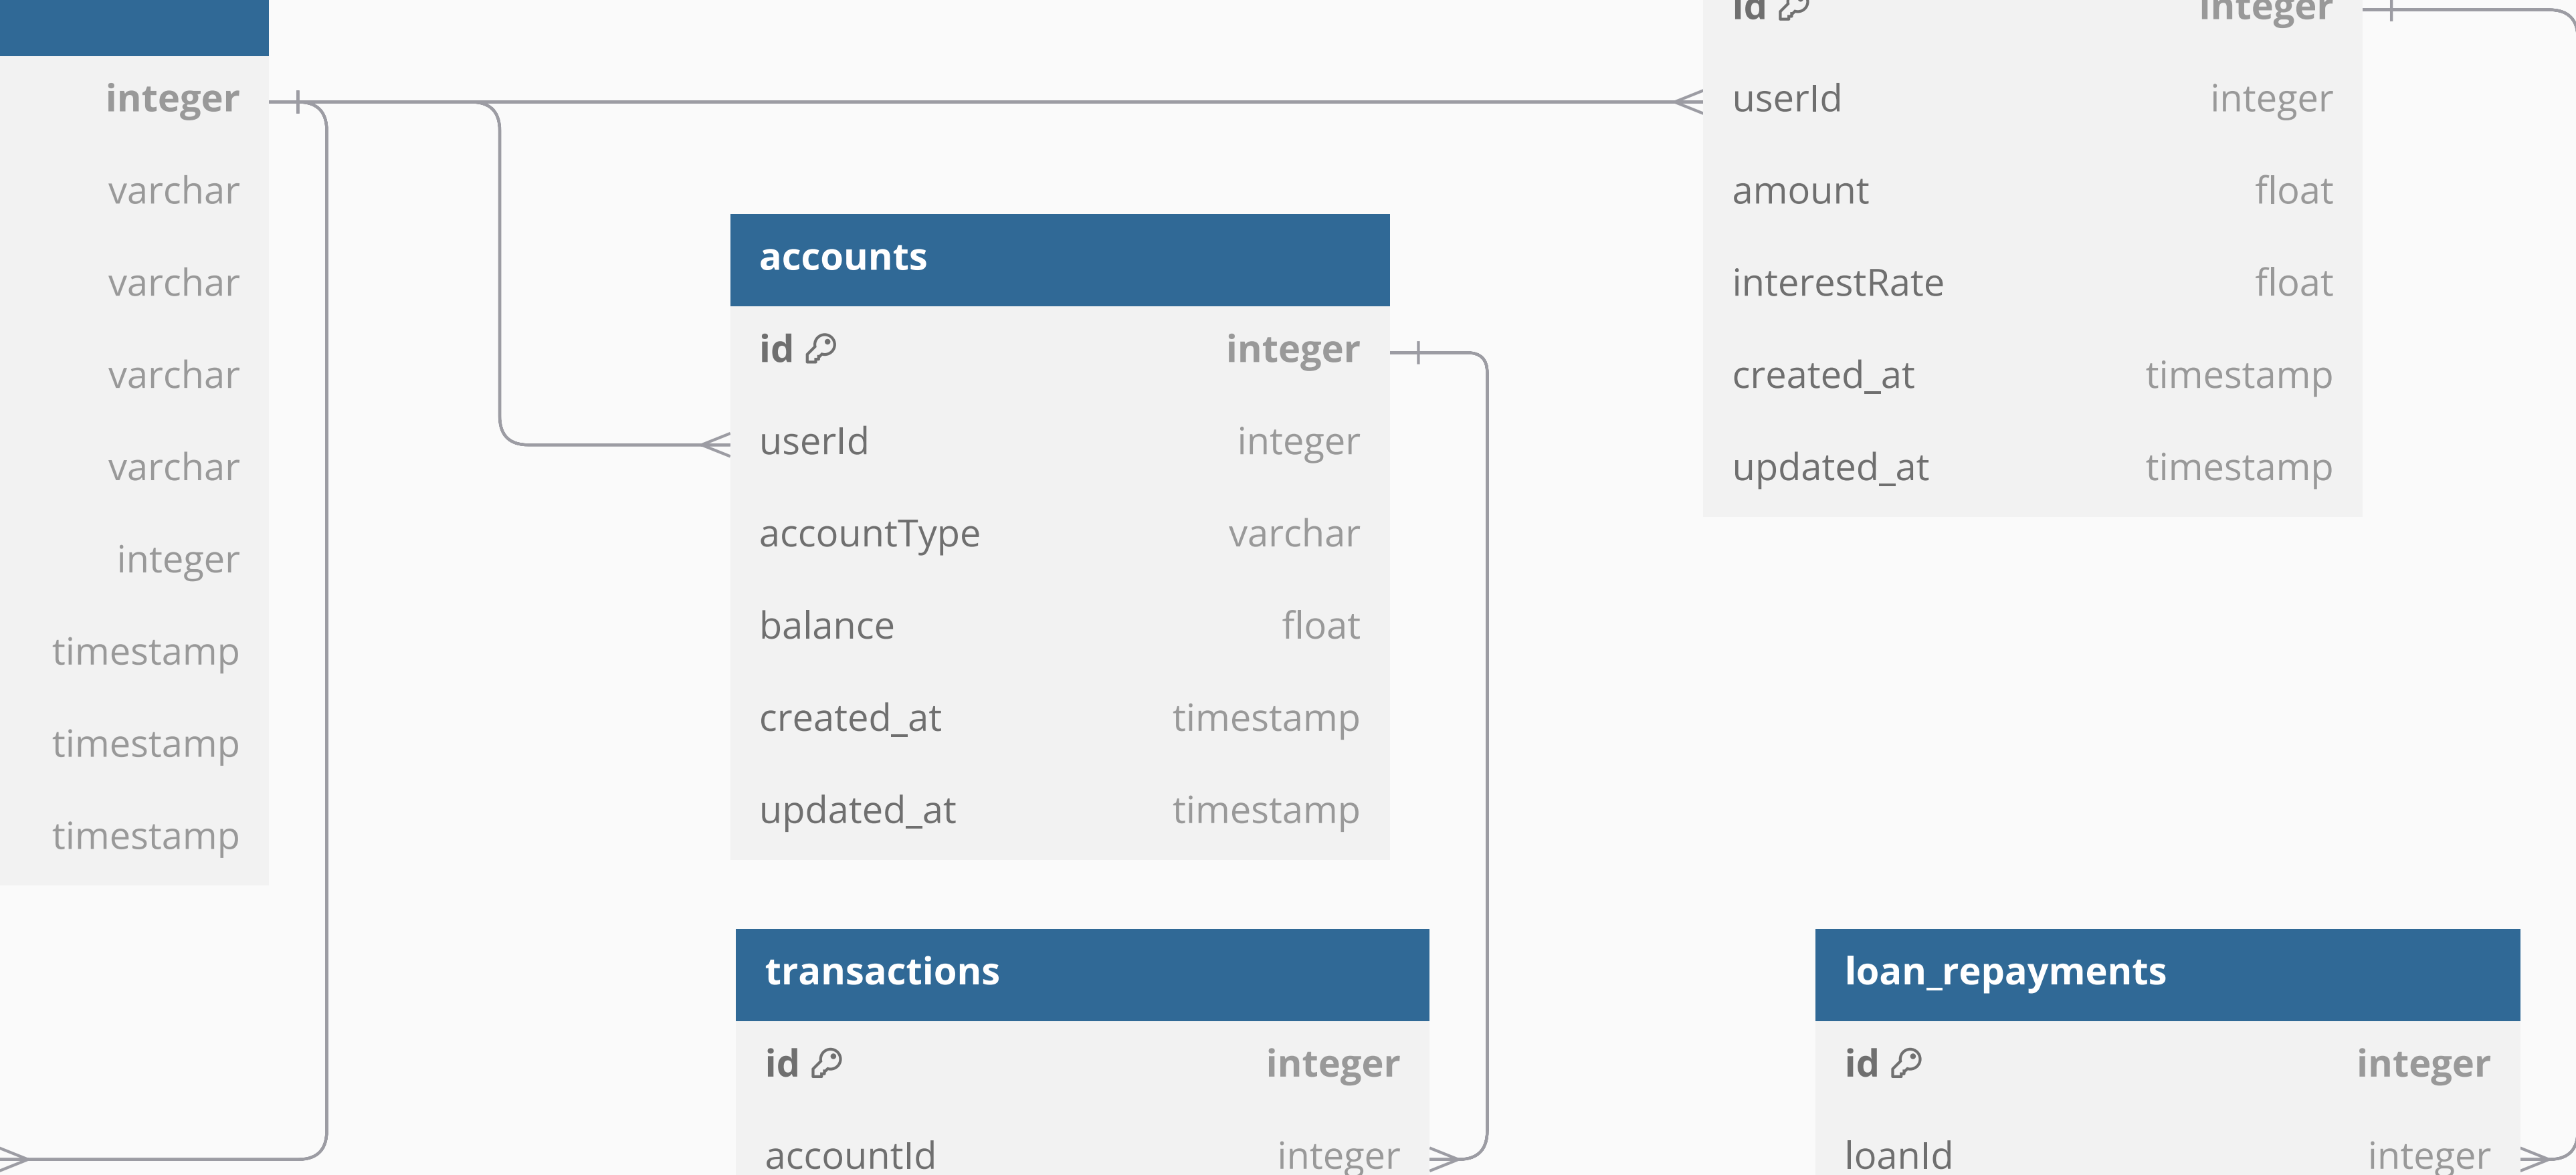 integer
varchar
varchar
varchar
varchar
integer
timestamp
timestamp
timestamp
accounts
id integer
userId integer
accountType varchar
balance float
created_at timestamp
updated_at timestamp
transactions
id integer
accountId integer
id integer
userId integer
amount float
interestRate float
created_at timestamp
updated_at timestamp
loan_repayments
id integer
loanId integer